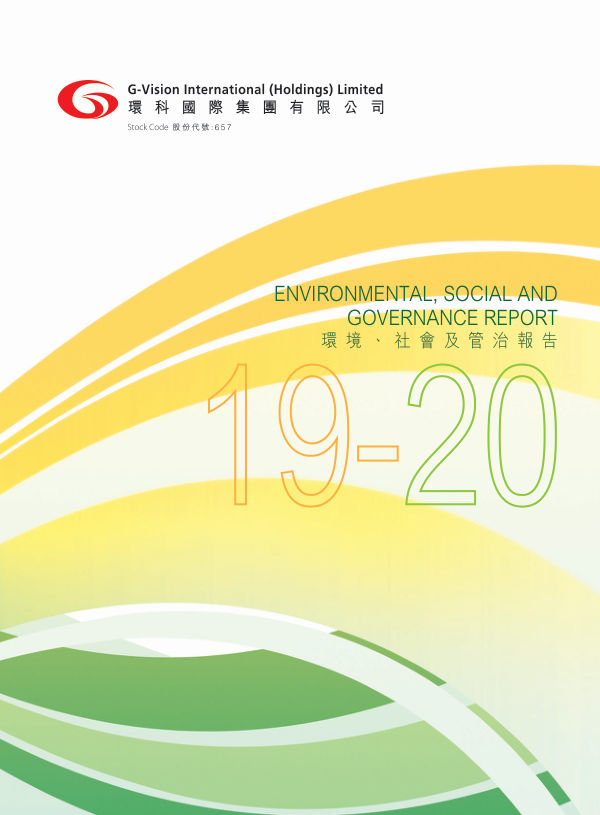 G-Vision International (Holdings) Limited
環科國際集團有限公司
Stock Code 股份代號:657
ENVIRONMENTAL, SOCIAL AND
GOVERNANCE REPORT
環境、社會及管治報告
19-20